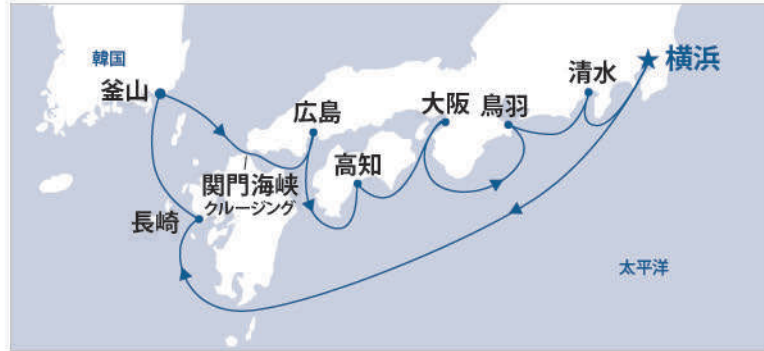 韓国
釜山
広島
大阪
鳥羽
清水
横浜
高知
関門海峡
クルージング
長崎
太平洋